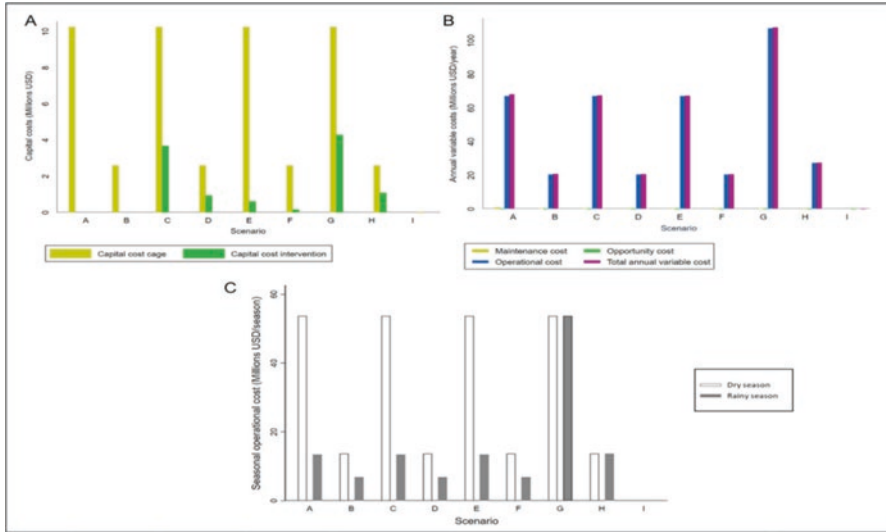 A
Capital costs (Millions USD)
10
8
6
4
2
0
A B C D E F G H I
Scenario
Capital cost cage Capital cost intervention
B
Annual variable costs (Millions USD/year)
100
80
60
40
20
0
A B C D E F G H I
Scenario
Maintenance cost Opportunity cost
Operational cost Total annual variable cost
C
Seasonal operational cost (Millions USD/season)
60
40
20
0
A B C D E F G H I
Scenario
Dry season
Rainy season